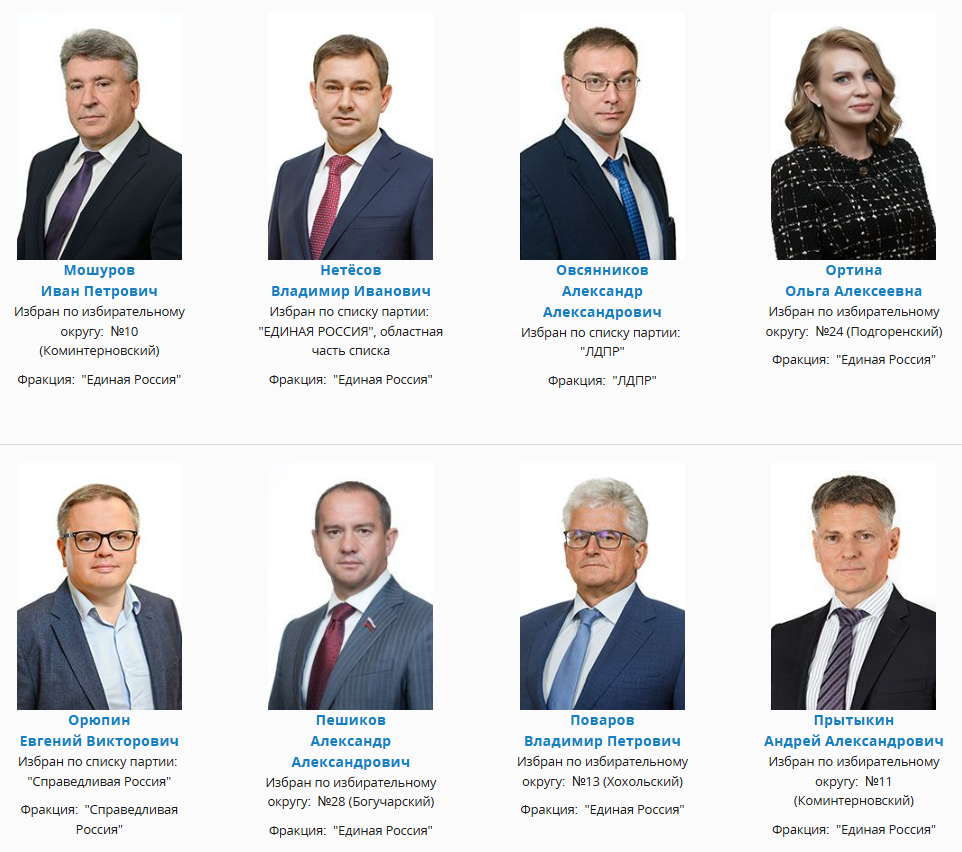 Мошуров
Иван Петрович
Избран по избирательному
округу:  №10
(Коминтерновский)
Фракция:  "Единая Россия"
Нетёсов
Владимир Иванович
Избран по списку партии:
"ЕДИНАЯ РОССИЯ", областная
часть списка
Фракция:  "Единая Россия"
Овсянников
Александр
Александрович
Избран по списку партии:
"ЛДПР"
Фракция:  "ЛДПР"
Ортина
Ольга Алексеевна
Избран по избирательному
округу:  №24 (Подгоренский)
Фракция:  "Единая Россия"
Орюпин
Евгений Викторович
Избран по списку партии:
"Справедливая Россия"
Фракция:  "Справедливая
Россия"
Пешиков
Александр
Александрович
Избран по избирательному
округу:  №28 (Богучарский)
Фракция:  "Единая Россия"
Поваров
Владимир Петрович
Избран по избирательному
округу:  №13 (Хохольский)
Фракция:  "Единая Россия"
Прытыкин
Андрей Александрович
Избран по избирательному
округу:  №11
(Коминтерновский)
Фракция:  "Единая Россия"